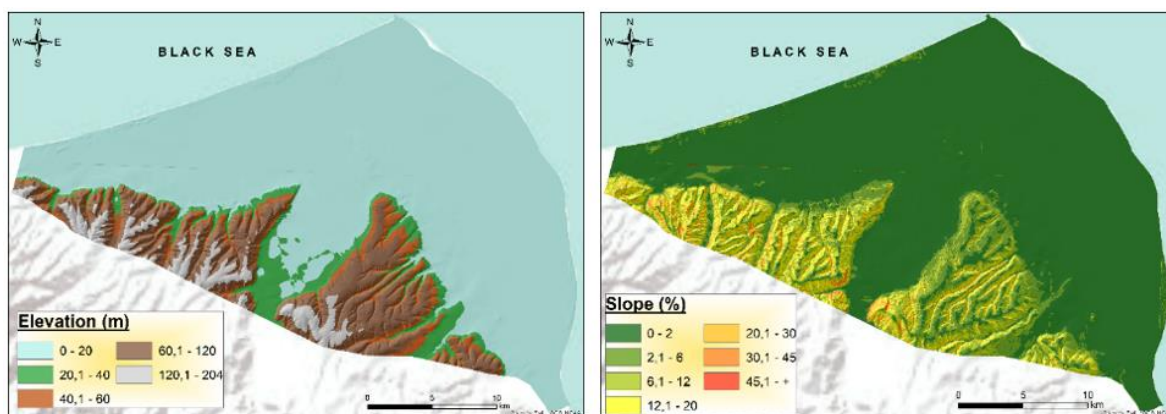 N
W E
S
BLACK SEA
Elevation (m)
0 - 20
20,1 - 40
40,1 - 60
60,1 - 120
120,1 - 204
0 5 10
km
N
W E
S
BLACK SEA
Slope (%)
0 - 2
2,1 - 6
6,1 - 12
12,1 - 20
20,1 - 30
30,1 - 45
45,1 - +
0 5 10
km